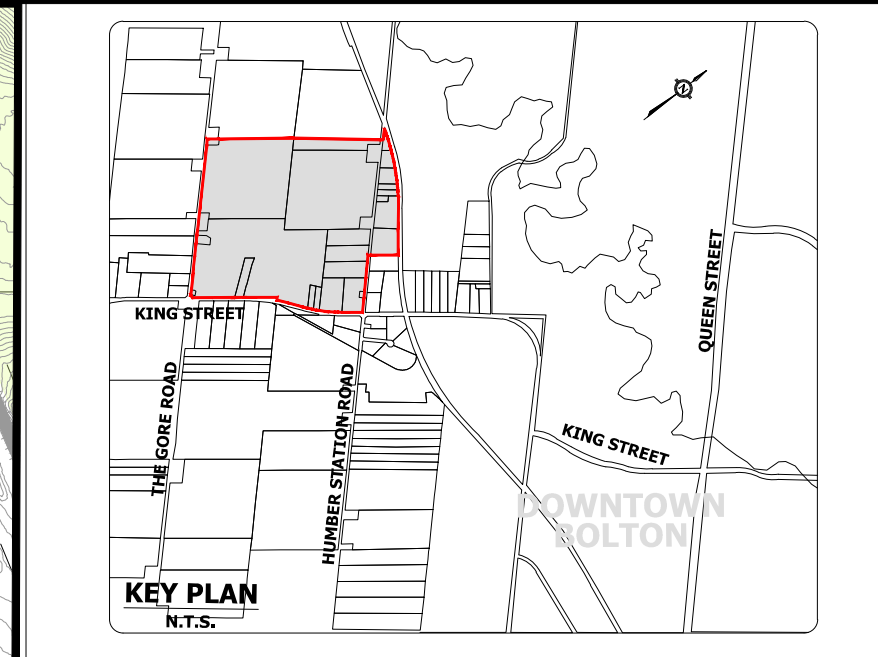 N
QUEEN STREET
KING STREET
THE GORE ROAD
HUMBER STATION ROAD
KING STREET
DOWNTOWN
BOLTON
KEY PLAN
N.T.S.